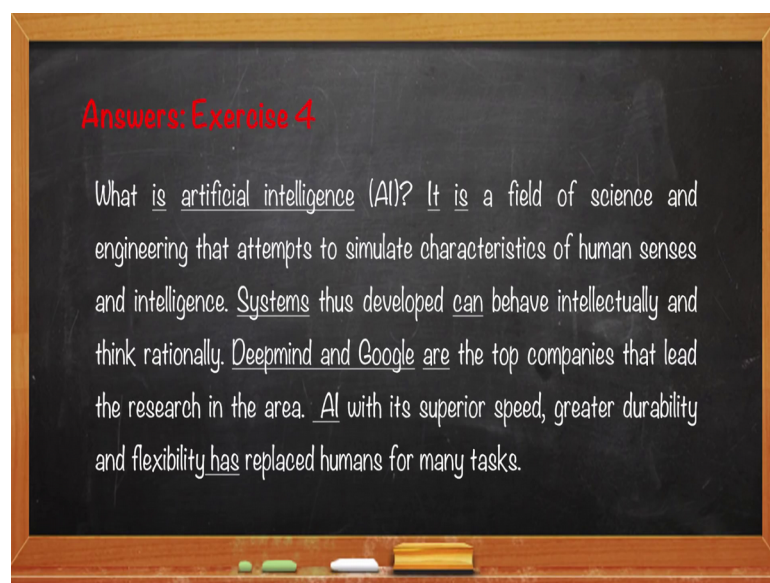 Answers: Exercise 4
What is artificial intelligence (AI)? It is a field of science and
engineering that attempts to simulate characteristics of human senses
and intelligence. Systems thus developed can behave intellectually and
think rationally. Deepmind and Google are the top companies that lead
the research in the area. AI with its superior speed, greater durability
and flexibility has replaced humans for many tasks.